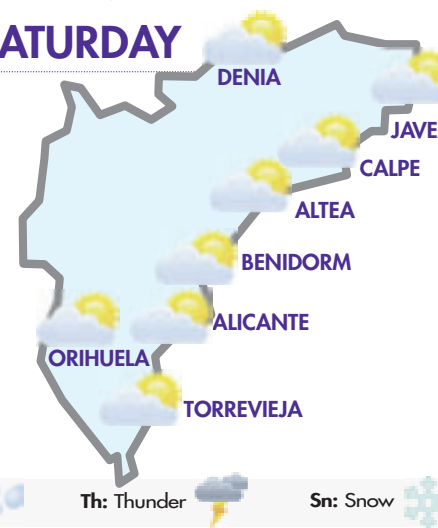 ATURDAY
DENIA
JAVE
CALPE
ALTEA
BENIDORM
ALICANTE
ORIHUELA
TORREVIEJA
Th: Thunder
Sn: Snow